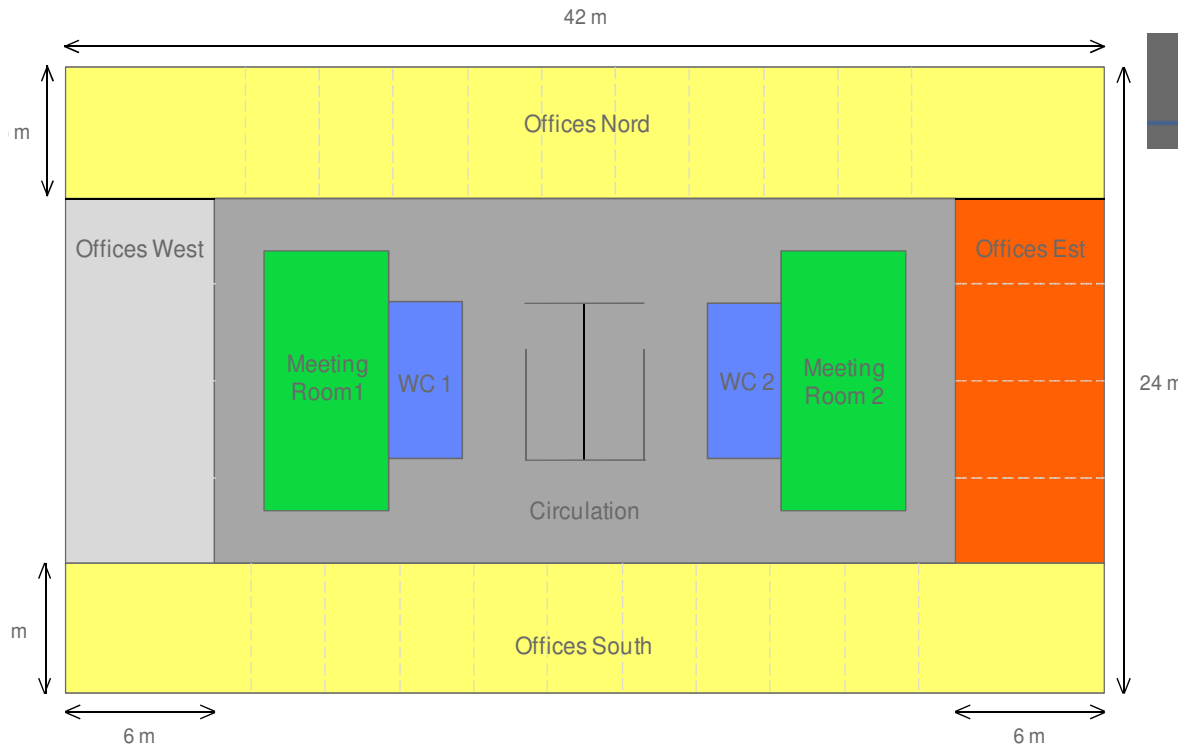 42 m
Offices Nord
m
Offices West
Offices Est
Meeting
Room1
WC 1
WC 2
Meeting
Room 2
24 m
Circulation
m
Offices South
6 m
6 m